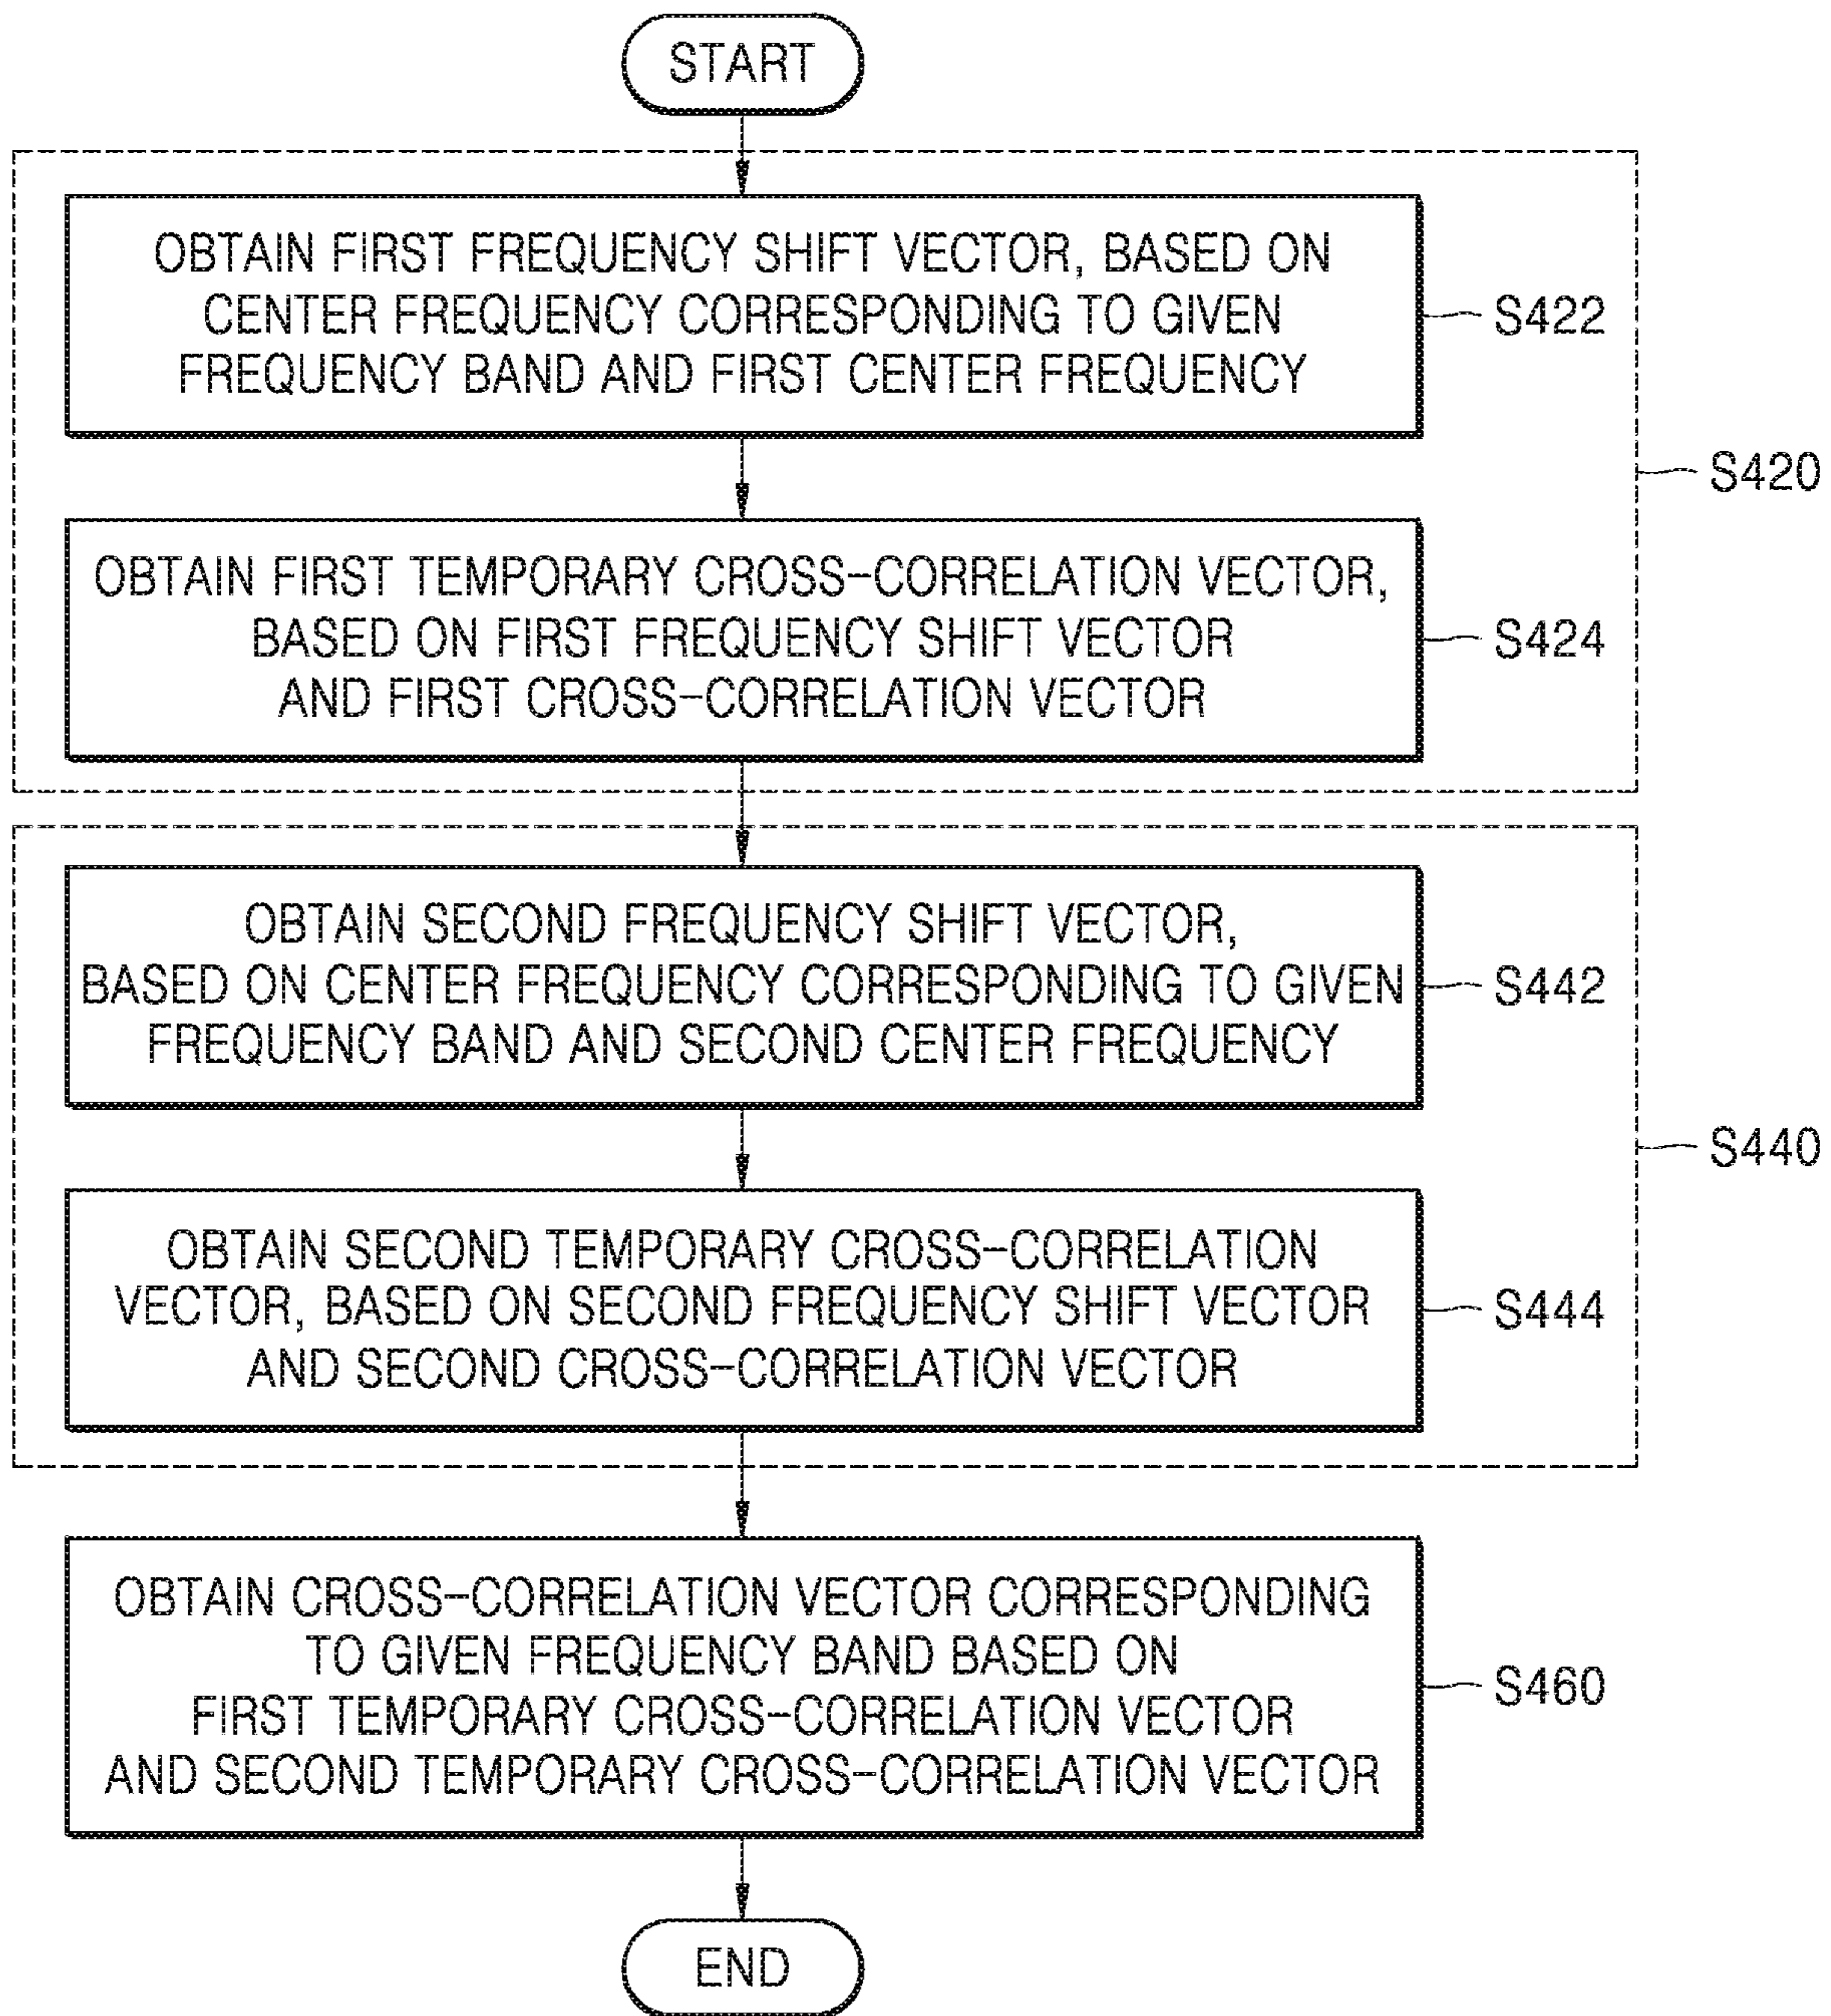 START
OBTAIN FIRST FREQUENCY SHIFT VECTOR, BASED ON
CENTER FREQUENCY CORRESPONDING TO GIVEN
FREQUENCY BAND AND FIRST CENTER FREQUENCY
S422
S420
OBTAIN FIRST TEMPORARY CROSS-CORRELATION VECTOR,
BASED ON FIRST FREQUENCY SHIFT VECTOR
AND FIRST CROSS-CORRELATION VECTOR
S424
OBTAIN SECOND FREQUENCY SHIFT VECTOR,
BASED ON CENTER FREQUENCY CORRESPONDING TO GIVEN
FREQUENCY BAND AND SECOND CENTER FREQUENCY
S442
S440
OBTAIN SECOND TEMPORARY CROSS-CORRELATION
VECTOR, BASED ON SECOND FREQUENCY SHIFT VECTOR
AND SECOND CROSS-CORRELATION VECTOR
S444
OBTAIN CROSS-CORRELATION VECTOR CORRESPONDING
TO GIVEN FREQUENCY BAND BASED ON
FIRST TEMPORARY CROSS-CORRELATION VECTOR
AND SECOND TEMPORARY CROSS-CORRELATION VECTOR
S460
END